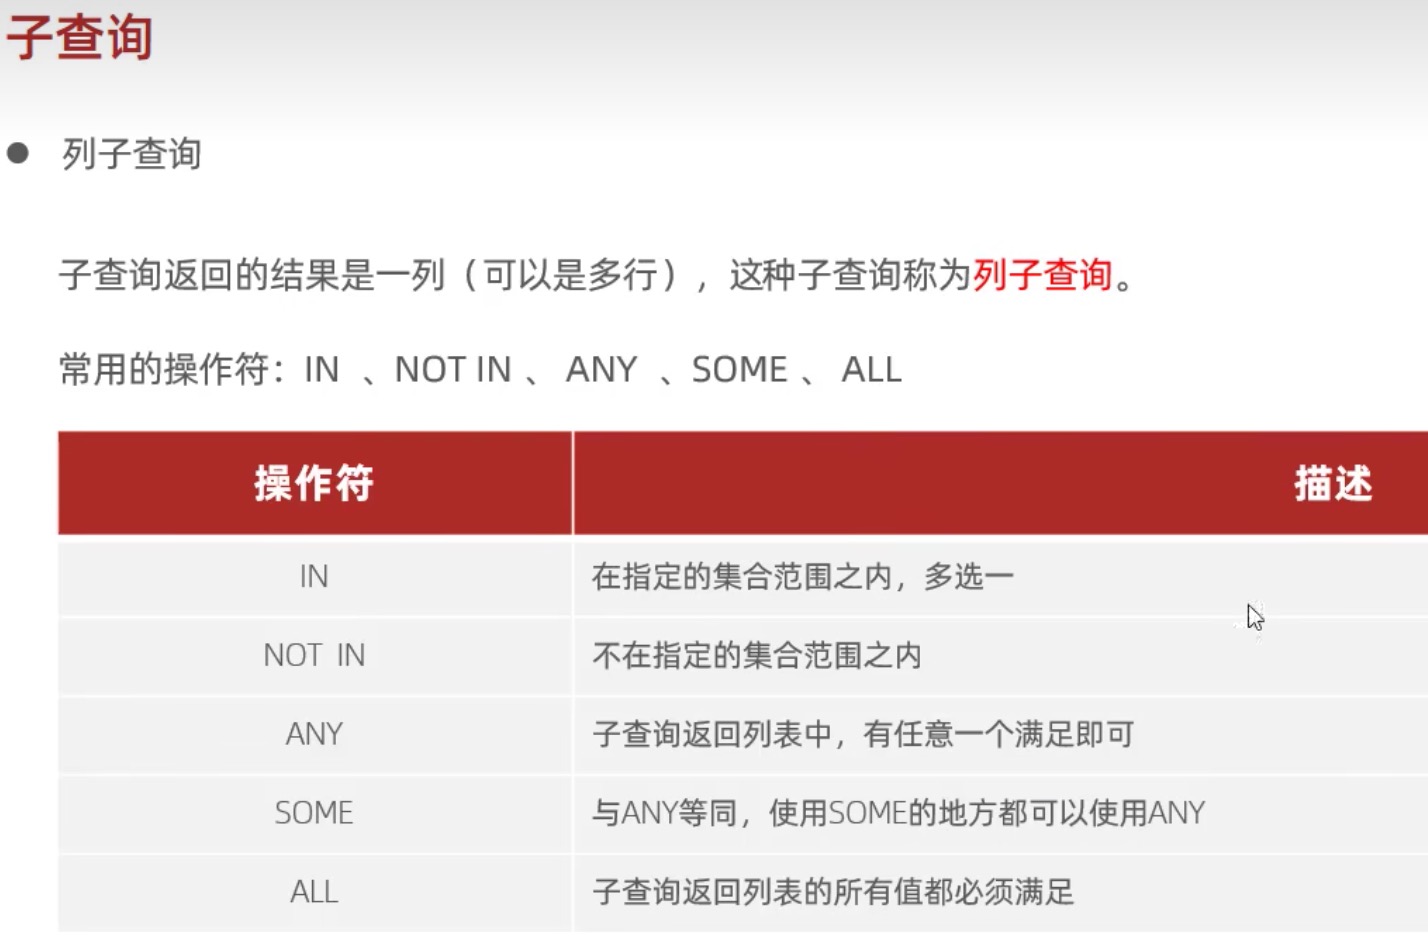 子查询
列子查询
子查询返回的结果是一列（可以是多行），这种子查询称为列子查询。
常用的操作符：IN 、NOT IN 、 ANY 、SOME 、 ALL
操作符 描述
IN 在指定的集合范围之内，多选一
NOT IN 不在指定的集合范围之内
ANY 子查询返回列表中，有任意一个满足即可
SOME 与ANY等同，使用SOME的地方都可以使用ANY
ALL 子查询返回列表的所有值都必须满足